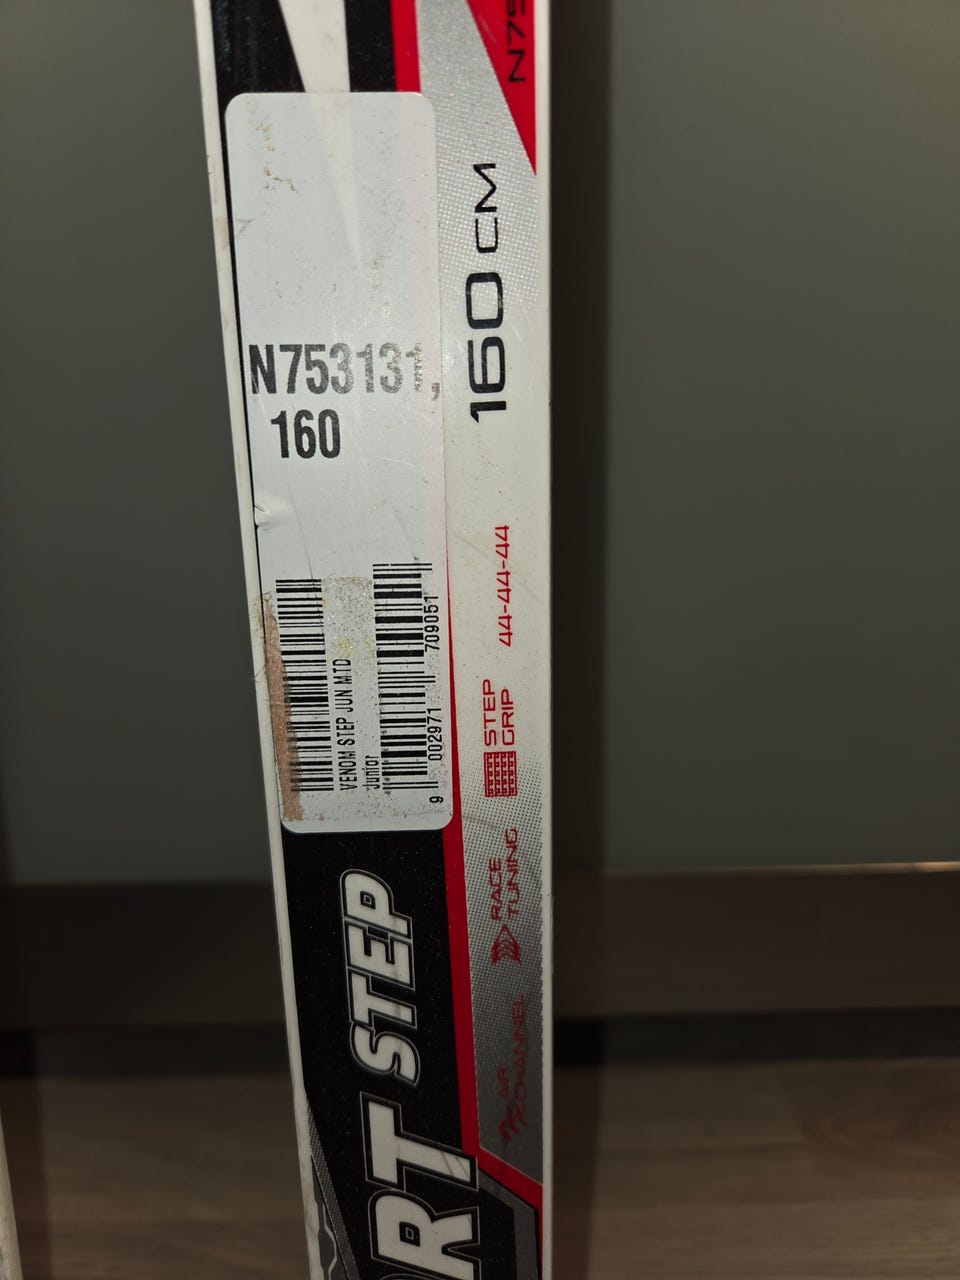 N75
160 CM
N753131,
160
VENOM STEP JUN MTD
Junior
9 002971 709051
44-44-44
STEP
GRIP
RACE
TUNING
AIR
CHANNEL
STEP